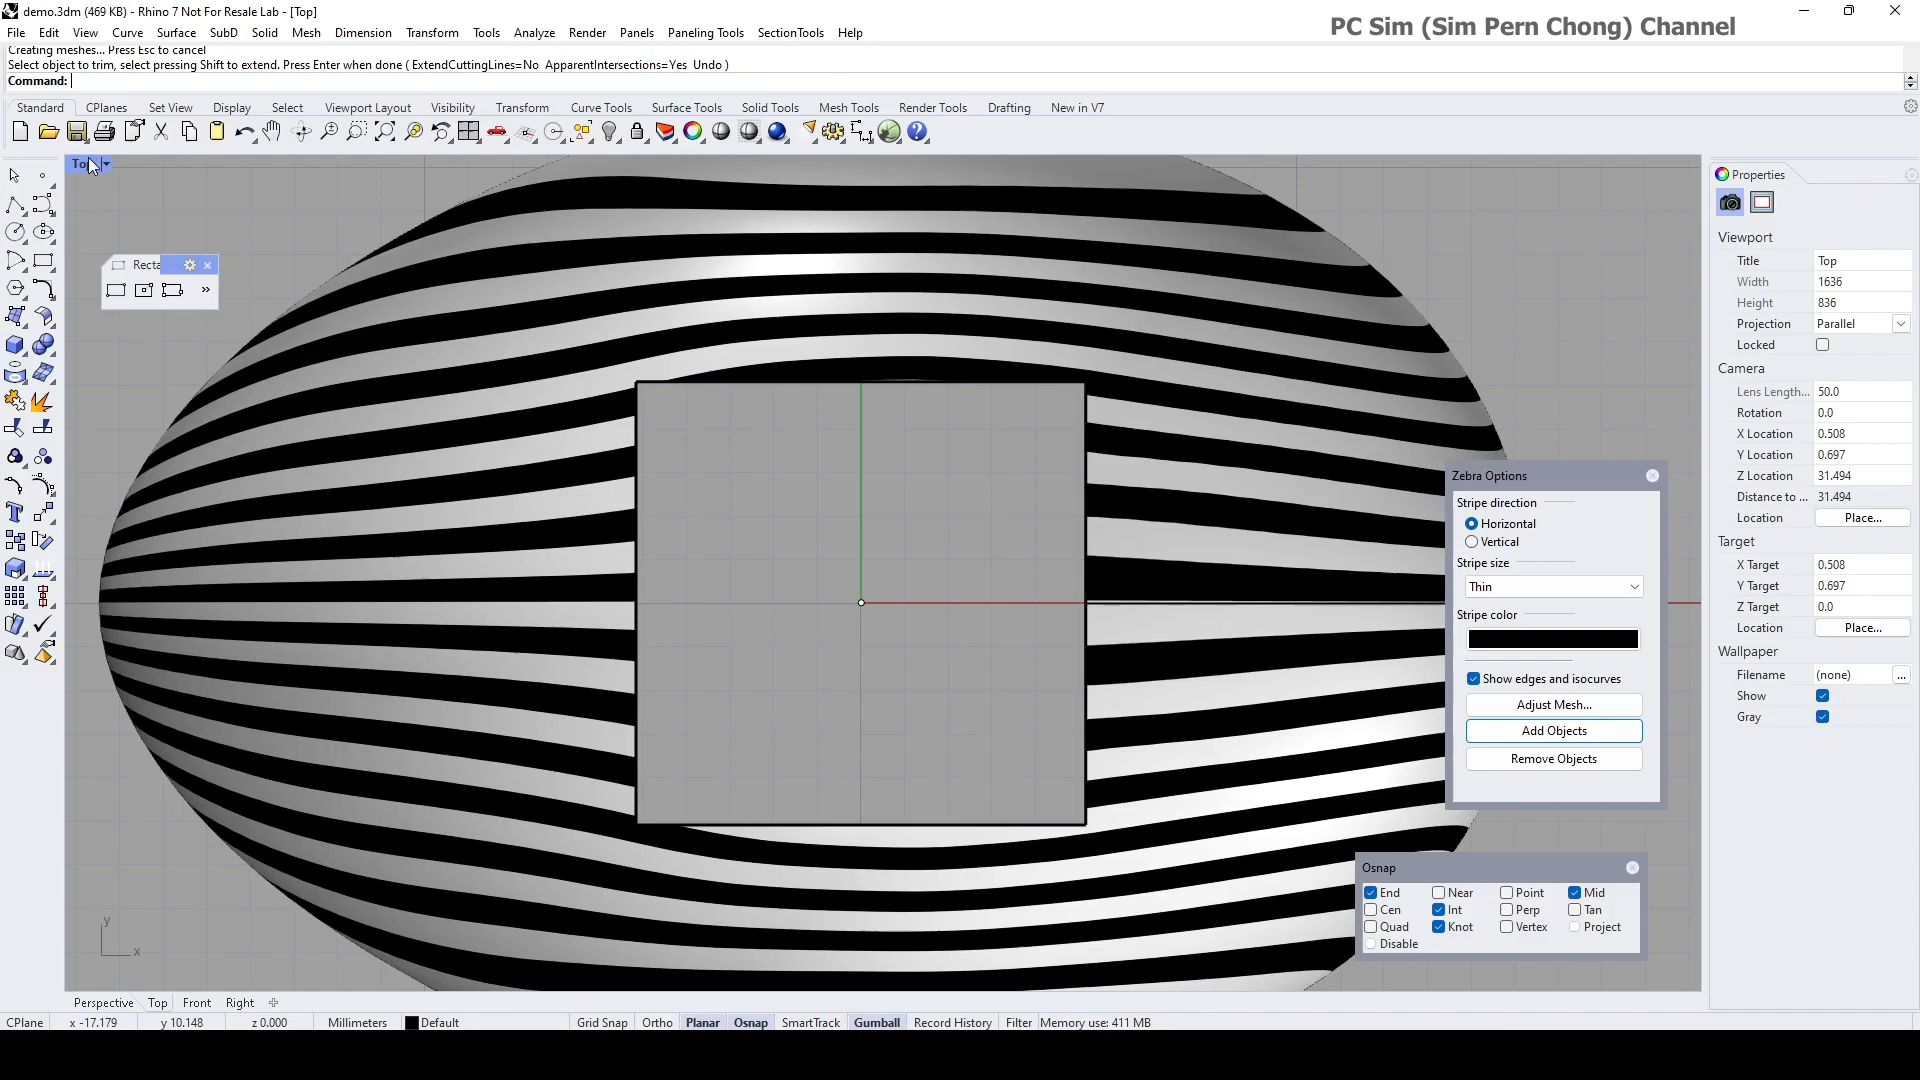 demo.3dm (469 KB) - Rhino 7 Not For Resale Lab - [Top]
PC Sim (Sim Pern Chong) Channel
File Edit View Curve Surface SubD Solid Mesh Dimension Transform Tools Analyze Render Panels Paneling Tools SectionTools Help
Creating meshes... Press Esc to cancel
Select object to trim, select pressing Shift to extend. Press Enter when done ( ExtendCuttingLines=No ApparentIntersections=Yes Undo )
Command:
Standard CPlanes Set View Display Select Viewport Layout Visibility Transform Curve Tools Surface Tools Solid Tools Mesh Tools Render Tools Drafting New in V7
Properties
Viewport
Title Top
Width 1636
Height 836
Projection Parallel
Locked
Camera
Lens Length... 50.0
Rotation 0.0
X Location 0.508
Y Location 0.697
Z Location 31.494
Distance to ... 31.494
Location Place...
Target
X Target 0.508
Y Target 0.697
Z Target 0.0
Location Place...
Wallpaper
Filename (none) ...
Show
Gray
Recta
Zebra Options
Stripe direction
Horizontal
Vertical
Stripe size
Thin
Stripe color
Show edges and isocurves
Adjust Mesh...
Add Objects
Remove Objects
Osnap
End Near Point Mid
Cen Int Perp Tan
Quad Knot Vertex Project
Disable
y
x
Perspective Top Front Right
CPlane x -17.179 y 10.148 z 0.000 Millimeters Default Grid Snap Ortho Planar Osnap SmartTrack Gumball Record History Filter Memory use: 411 MB